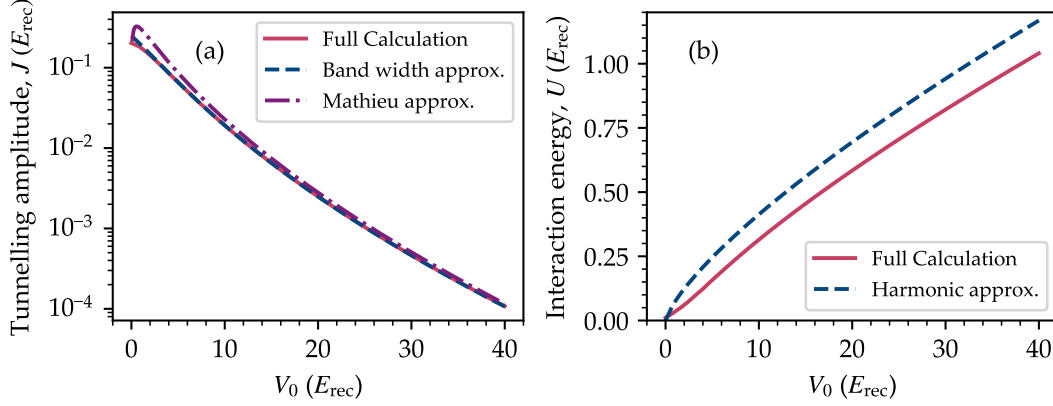 Tunnelling amplitude, J (E_rec)
10⁻¹
10⁻²
10⁻³
10⁻⁴
(a)
Full Calculation
Band width approx.
Mathieu approx.
0 10 20 30 40
V₀ (E_rec)
Interaction energy, U (E_rec)
1.00
0.75
0.50
0.25
0.00
(b)
Full Calculation
Harmonic approx.
0 10 20 30 40
V₀ (E_rec)